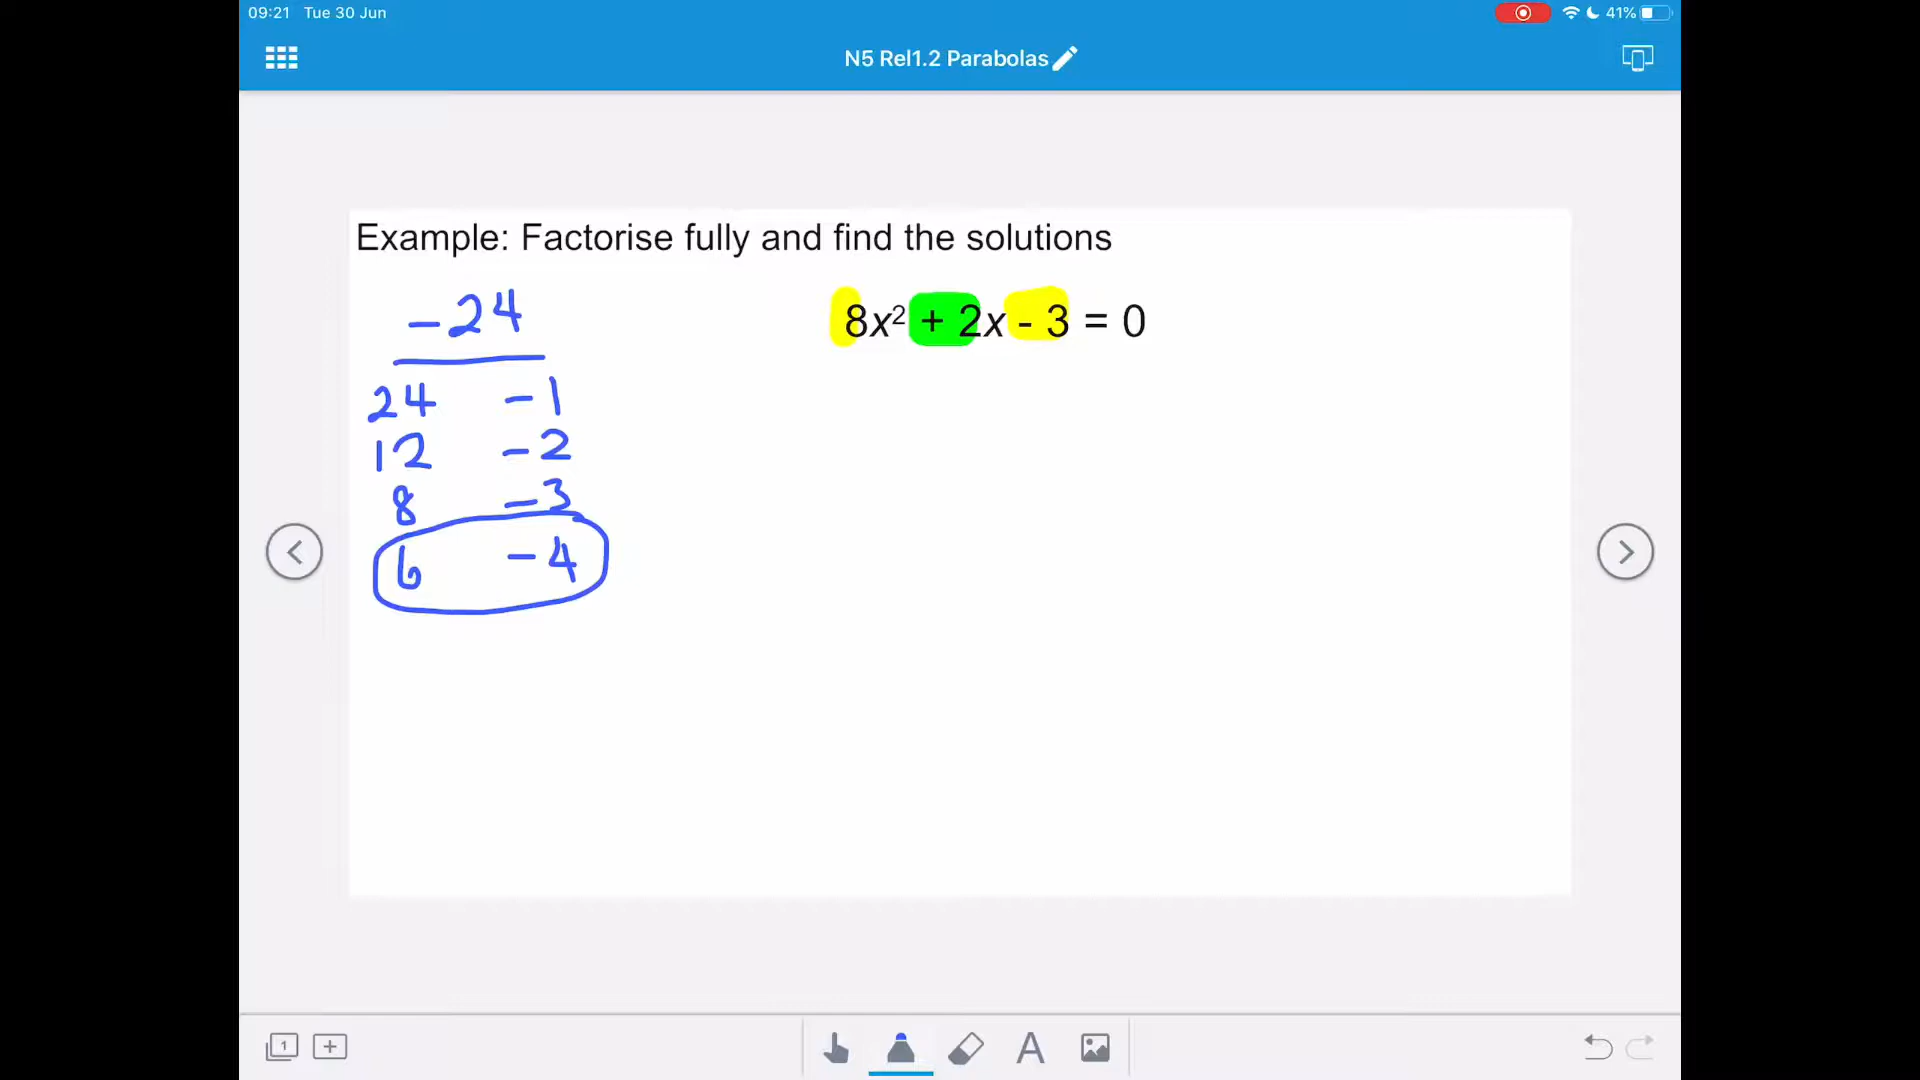 09:21 Tue 30 Jun
41%
N5 Rel1.2 Parabolas
Example: Factorise fully and find the solutions
8x² + 2x - 3 = 0
-24
24 -1
12 -2
8 -3
6 -4
1
A